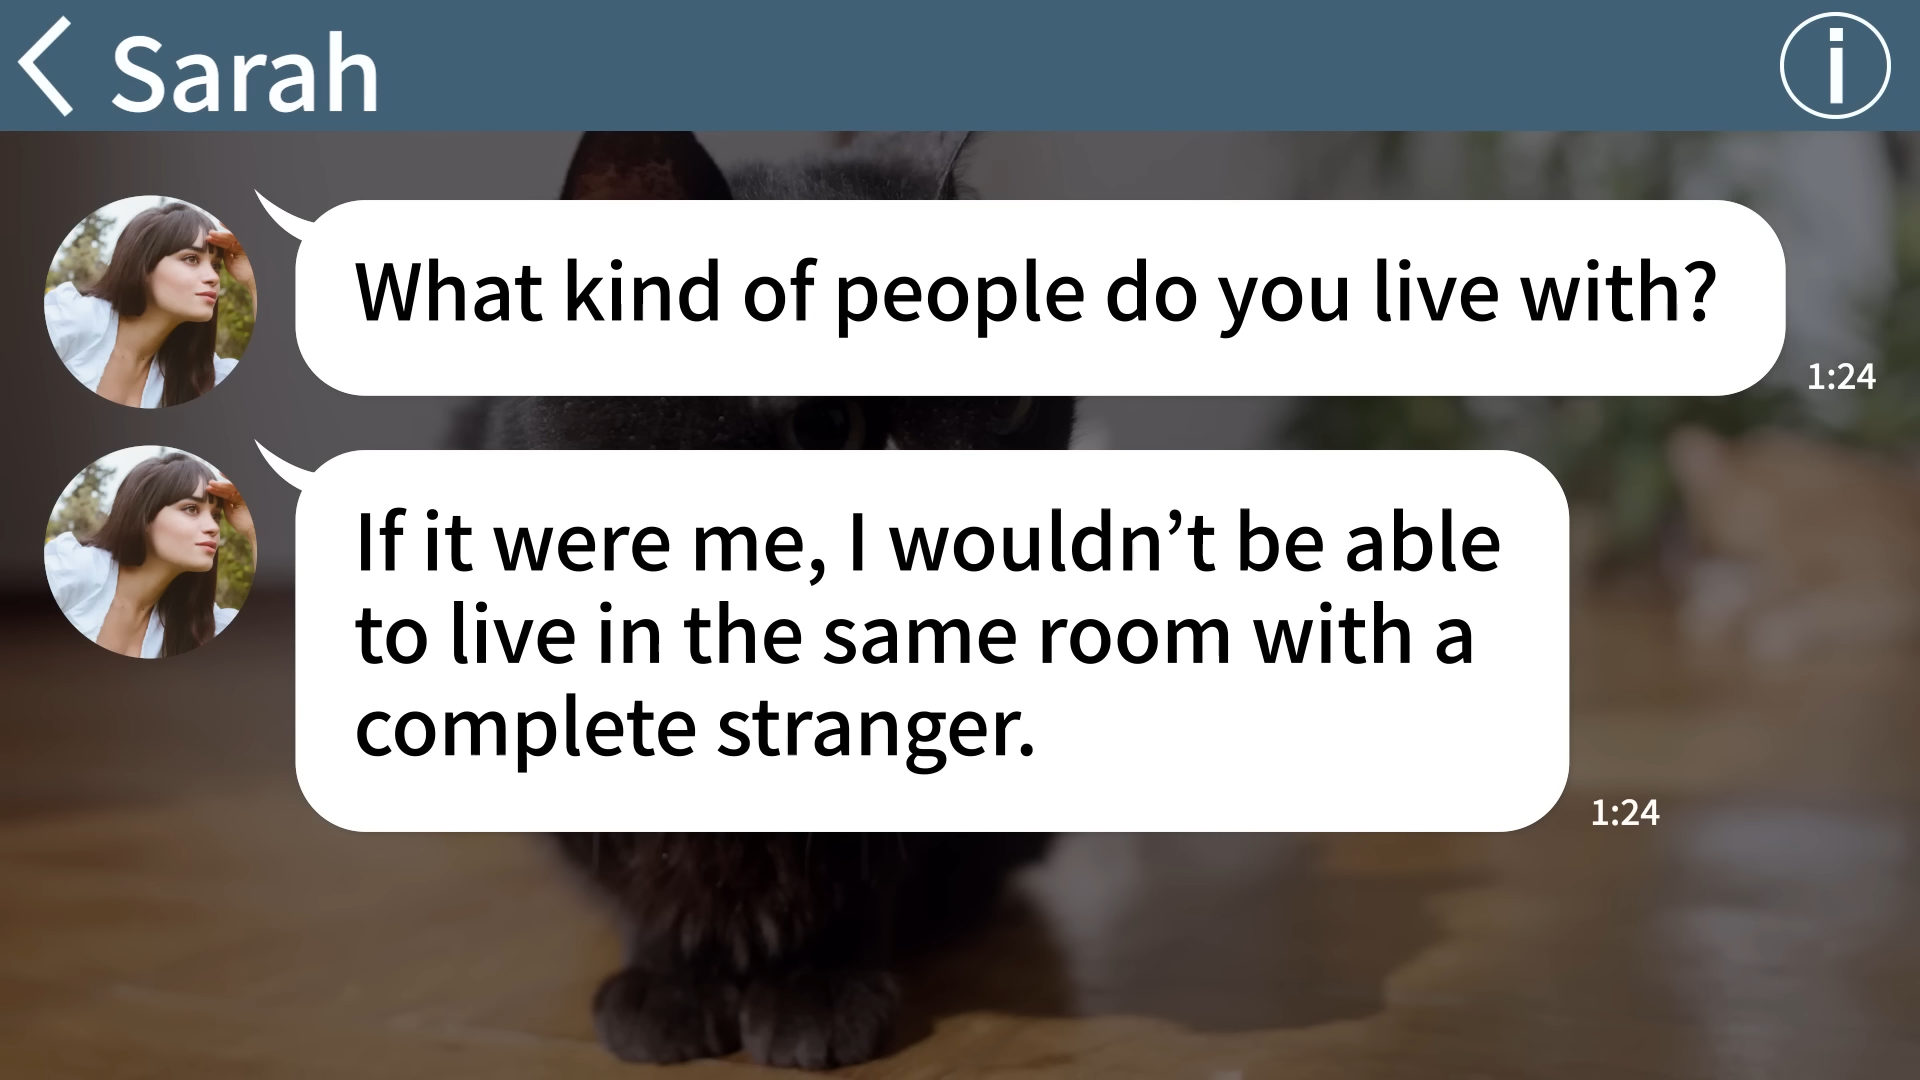 Sarah
What kind of people do you live with?
1:24
If it were me, I wouldn’t be able
to live in the same room with a
complete stranger.
1:24